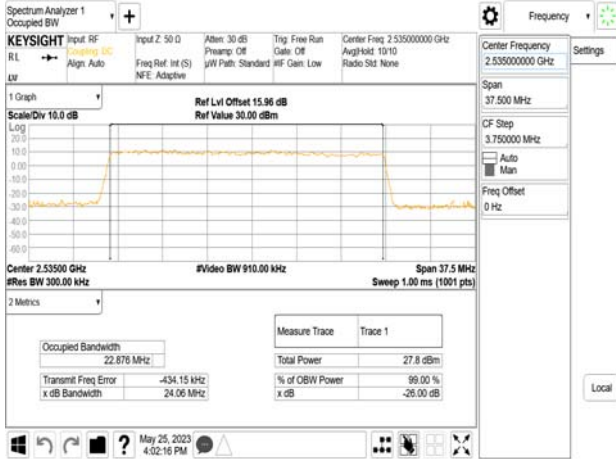 Spectrum Analyzer 1
Occupied BW
Frequency
KEYSIGHT
RL
Input: RF
Coupling: DC
Align: Auto
Input Z: 50 Ω
Freq Ref: Int (S)
NFE: Adaptive
Atten: 30 dB
Preamp: Off
µW Path: Standard
Trig: Free Run
Gate: Off
#IF Gain: Low
Center Freq: 2.535000000 GHz
Avg|Hold: 10/10
Radio Std: None
1 Graph
Scale/Div 10.0 dB
Ref Lvl Offset 15.96 dB
Ref Value 30.00 dBm
Log
20.0
10.0
0.00
-10.0
-20.0
-30.0
-40.0
-50.0
-60.0
Center 2.53500 GHz
#Res BW 300.00 kHz
#Video BW 910.00 kHz
Span 37.5 MHz
Sweep 1.00 ms (1001 pts)
2 Metrics
Occupied Bandwidth
22.876 MHz
Transmit Freq Error -434.15 kHz
x dB Bandwidth 24.06 MHz
Measure Trace Trace 1
Total Power 27.8 dBm
% of OBW Power 99.00 %
x dB -26.00 dB
Center Frequency
2.535000000 GHz
Span
37.500 MHz
CF Step
3.750000 MHz
Auto
Man
Freq Offset
0 Hz
Settings
Local
May 25, 2023
4:02:16 PM